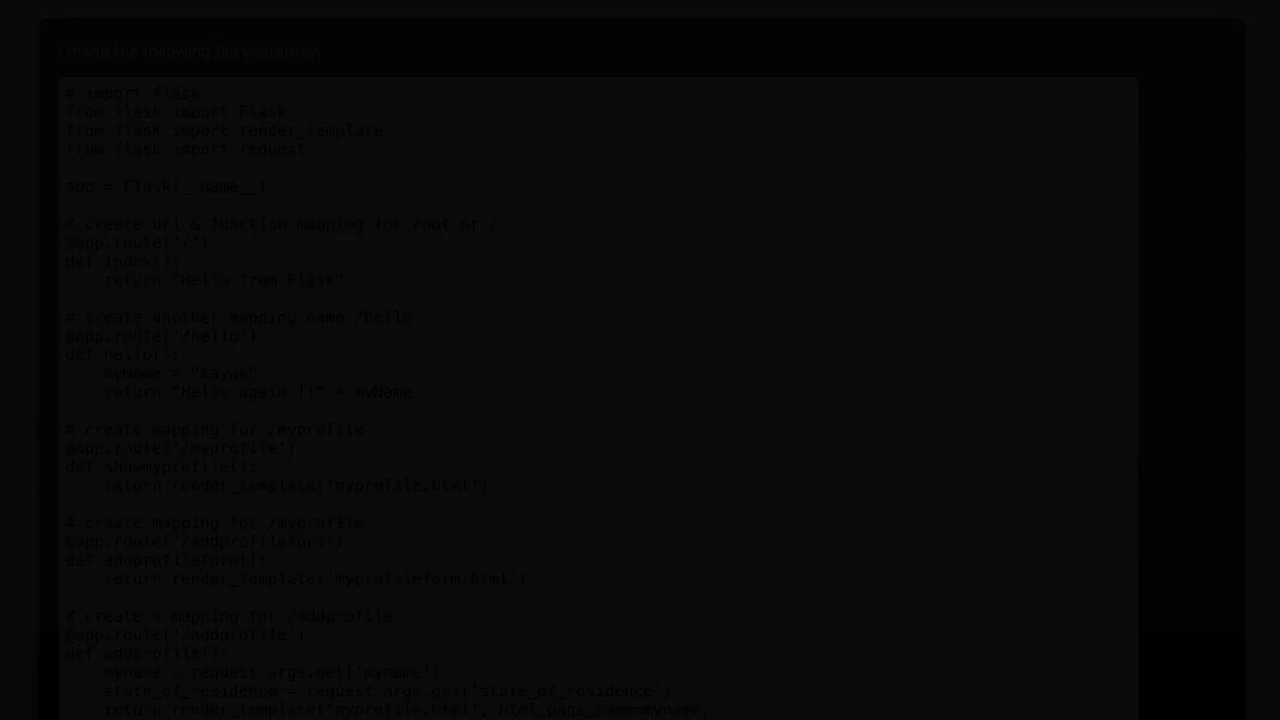 I made the following file yesterday.
# import flask
from flask import Flask
from flask import render_template
from flask import request
app = Flask(__name__)
# create url & function mapping for root or /
@app.route('/')
def index():
    return "Hello from Flask"
# create another mapping name /hello
@app.route('/hello')
def hello():
    myName = "kayak"
    return "Hello again !!" + myName
# create mapping for /myprofile
@app.route('/myprofile')
def showmyprofile():
    return render_template('myprofile.html')
# create mapping for /myprofile
@app.route('/addprofileform')
def addprofileform():
    return render_template('myprofileform.html')
# create a mapping for /addprofile
@app.route('/addprofile')
def addprofile():
    myname = request.args.get('myname')
    state_of_residence = request.args.get('state_of_residence')
    return render_template('myprofile.html', html_page_name=myname,